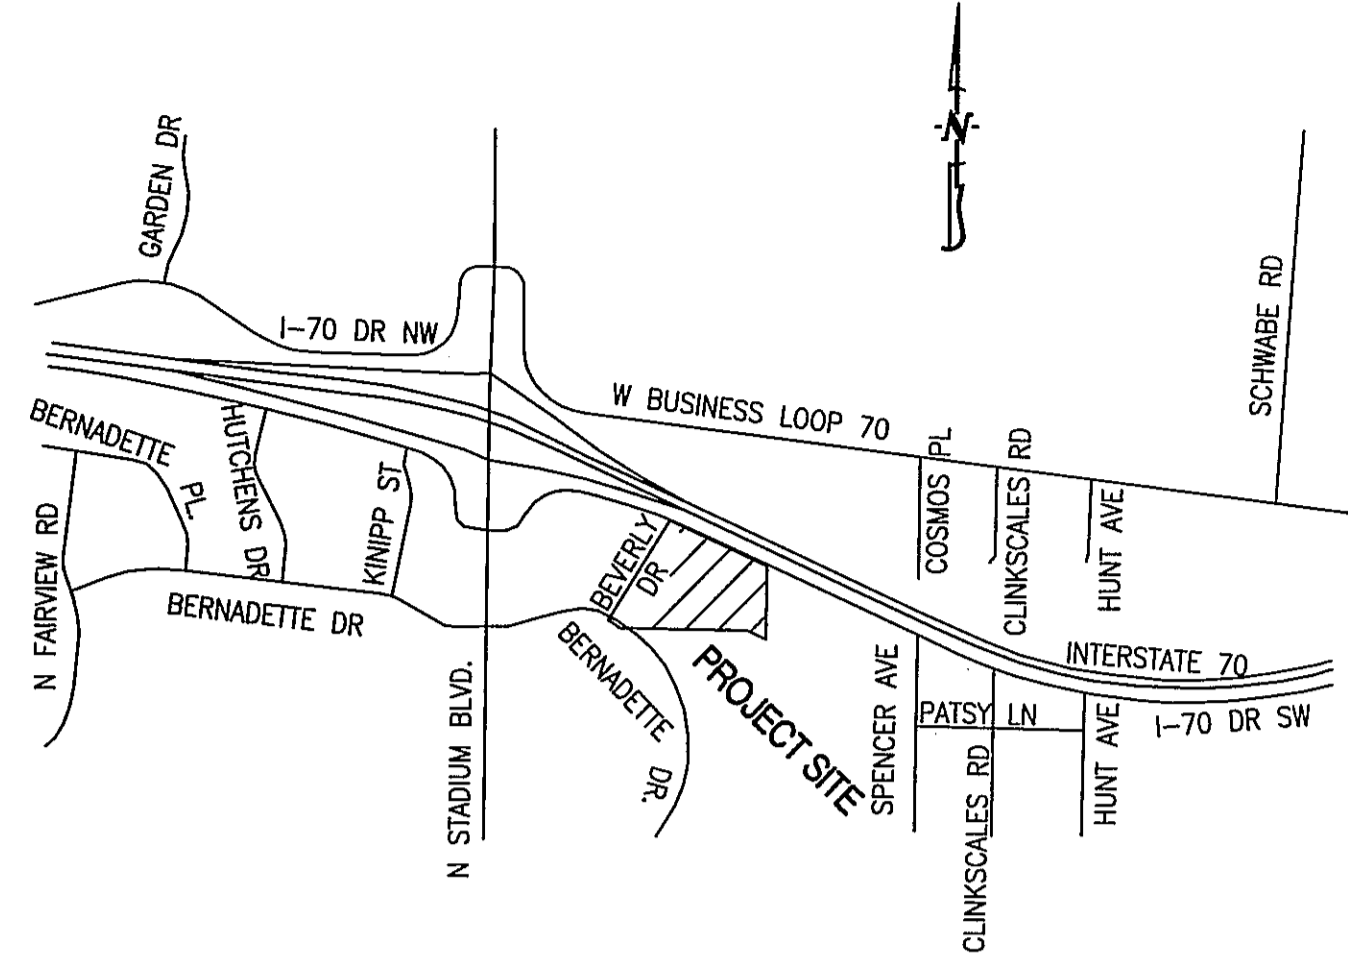 N
GARDEN DR
I-70 DR NW
W BUSINESS LOOP 70
SCHWABE RD
BERNADETTE
PL.
HUTCHENS DR
KINIPP ST
N FAIRVIEW RD
BERNADETTE DR
BEVERLY
DR
BERNADETTE DR.
PROJECT SITE
N STADIUM BLVD.
COSMOS PL
CLINKSCALES RD
HUNT AVE
INTERSTATE 70
I-70 DR SW
SPENCER AVE
PATSY LN
CLINKSCALES RD
HUNT AVE